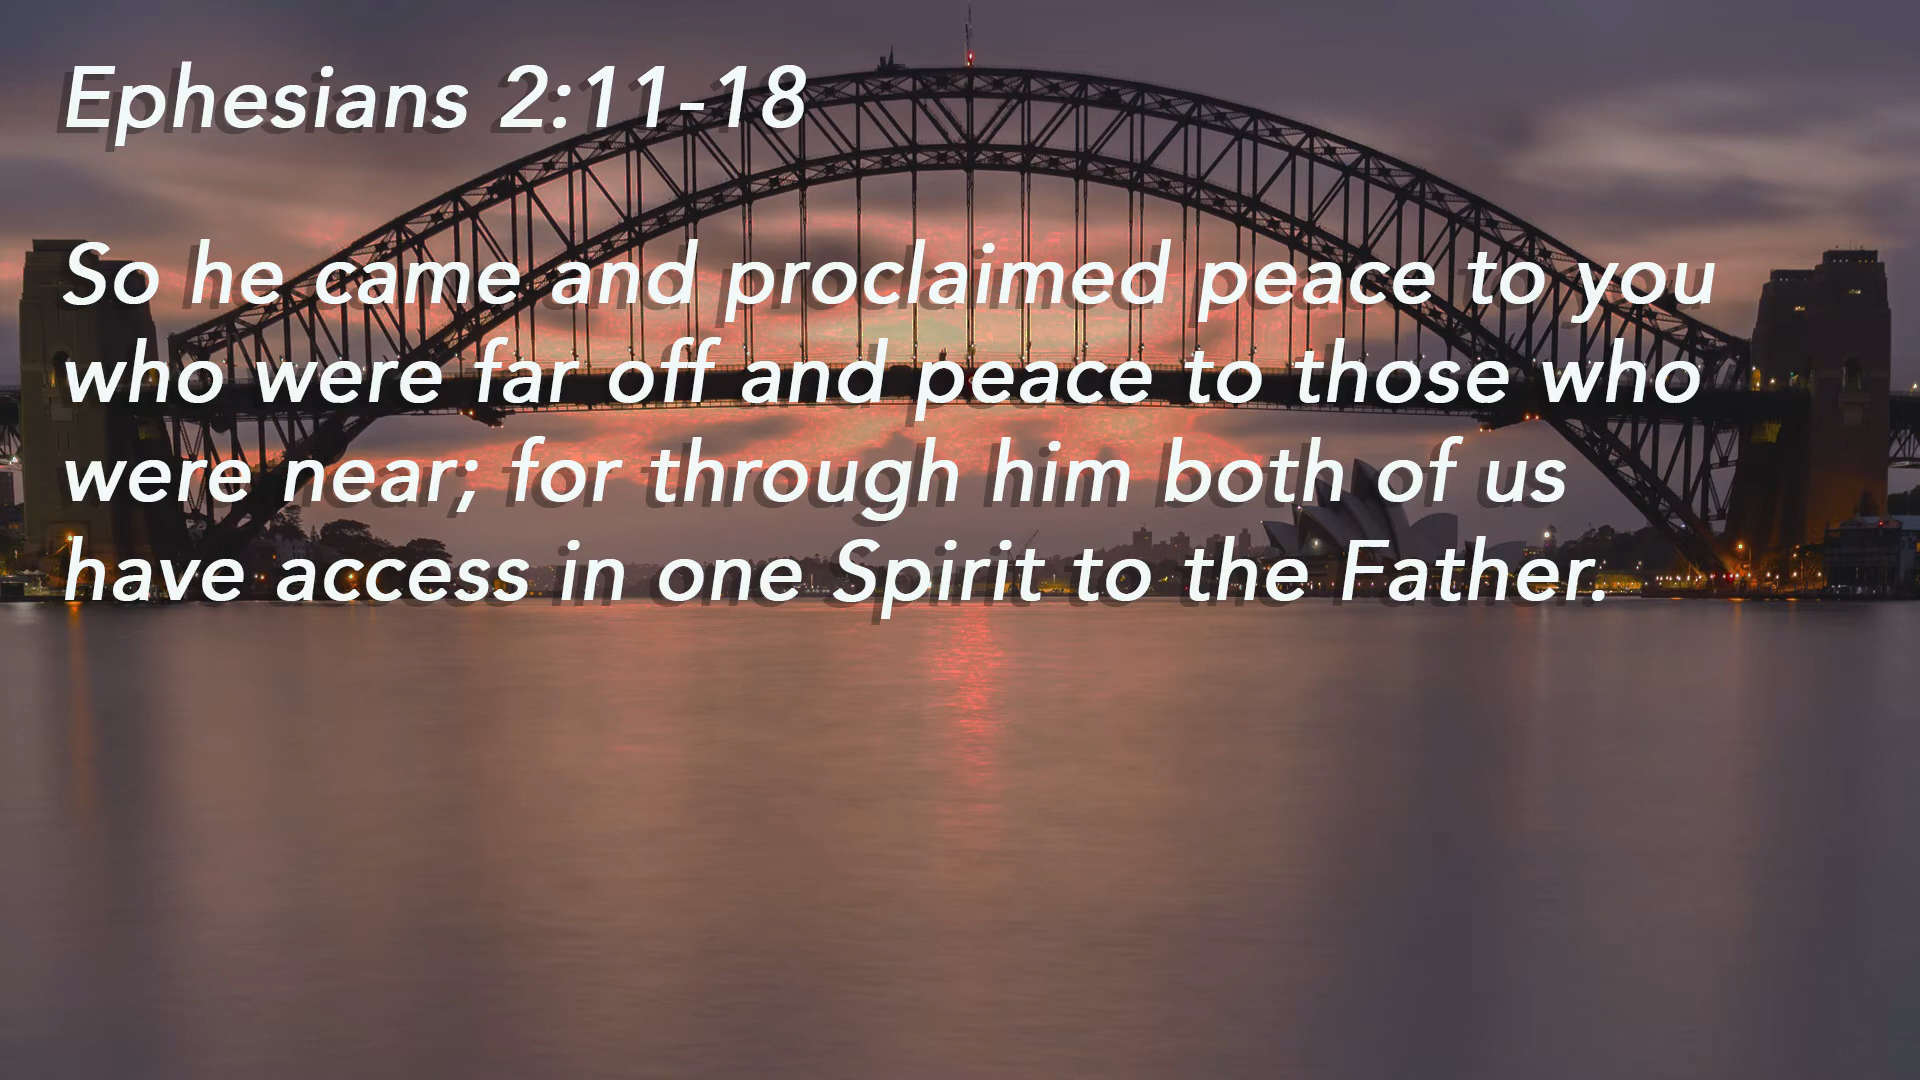 Ephesians 2:11-18
So he came and proclaimed peace to you
who were far off and peace to those who
were near; for through him both of us
have access in one Spirit to the Father.